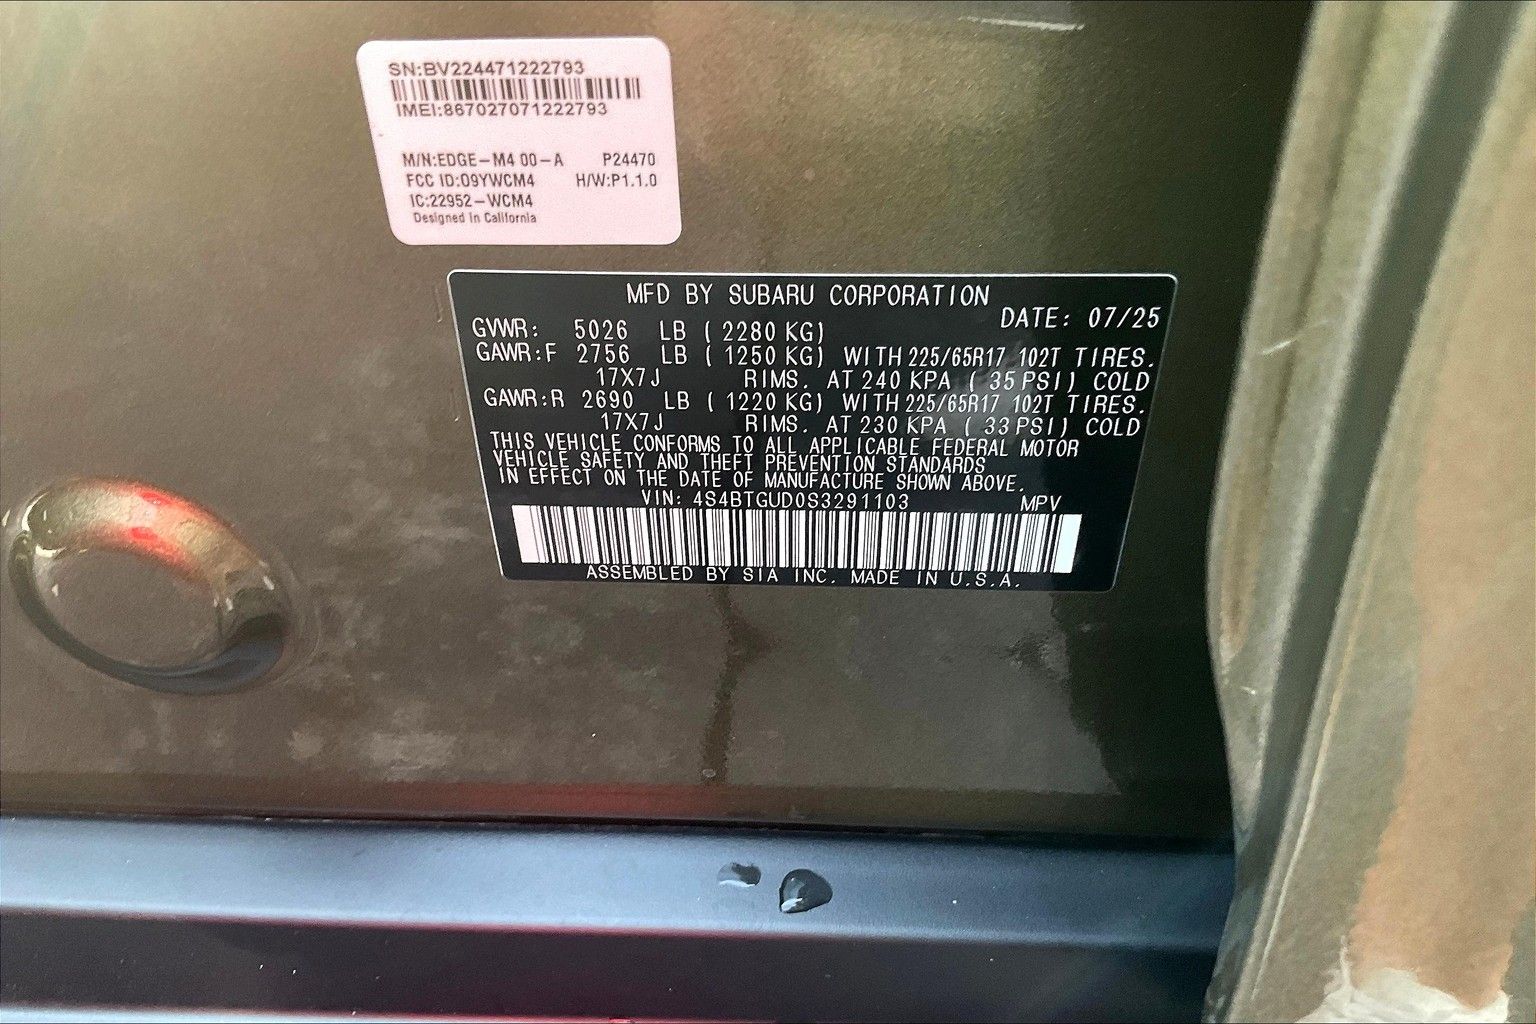 SN:BV224471222793
IMEI:867027071222793
M/N:EDGE-M4 00-A P24470
FCC ID:O9YWCM4 H/W:P1.1.0
IC:22952-WCM4
Designed in California
MFD BY SUBARU CORPORATION
DATE: 07/25
GVWR: 5026 LB ( 2280 KG)
GAWR:F 2756 LB ( 1250 KG) WITH 225/65R17 102T TIRES.
17X7J RIMS. AT 240 KPA ( 35 PSI) COLD
GAWR:R 2690 LB ( 1220 KG) WITH 225/65R17 102T TIRES.
17X7J RIMS. AT 230 KPA ( 33 PSI) COLD
THIS VEHICLE CONFORMS TO ALL APPLICABLE FEDERAL MOTOR
VEHICLE SAFETY AND THEFT PREVENTION STANDARDS
IN EFFECT ON THE DATE OF MANUFACTURE SHOWN ABOVE.
VIN: 4S4BTGUD0S3291103 MPV
ASSEMBLED BY SIA INC. MADE IN U.S.A.